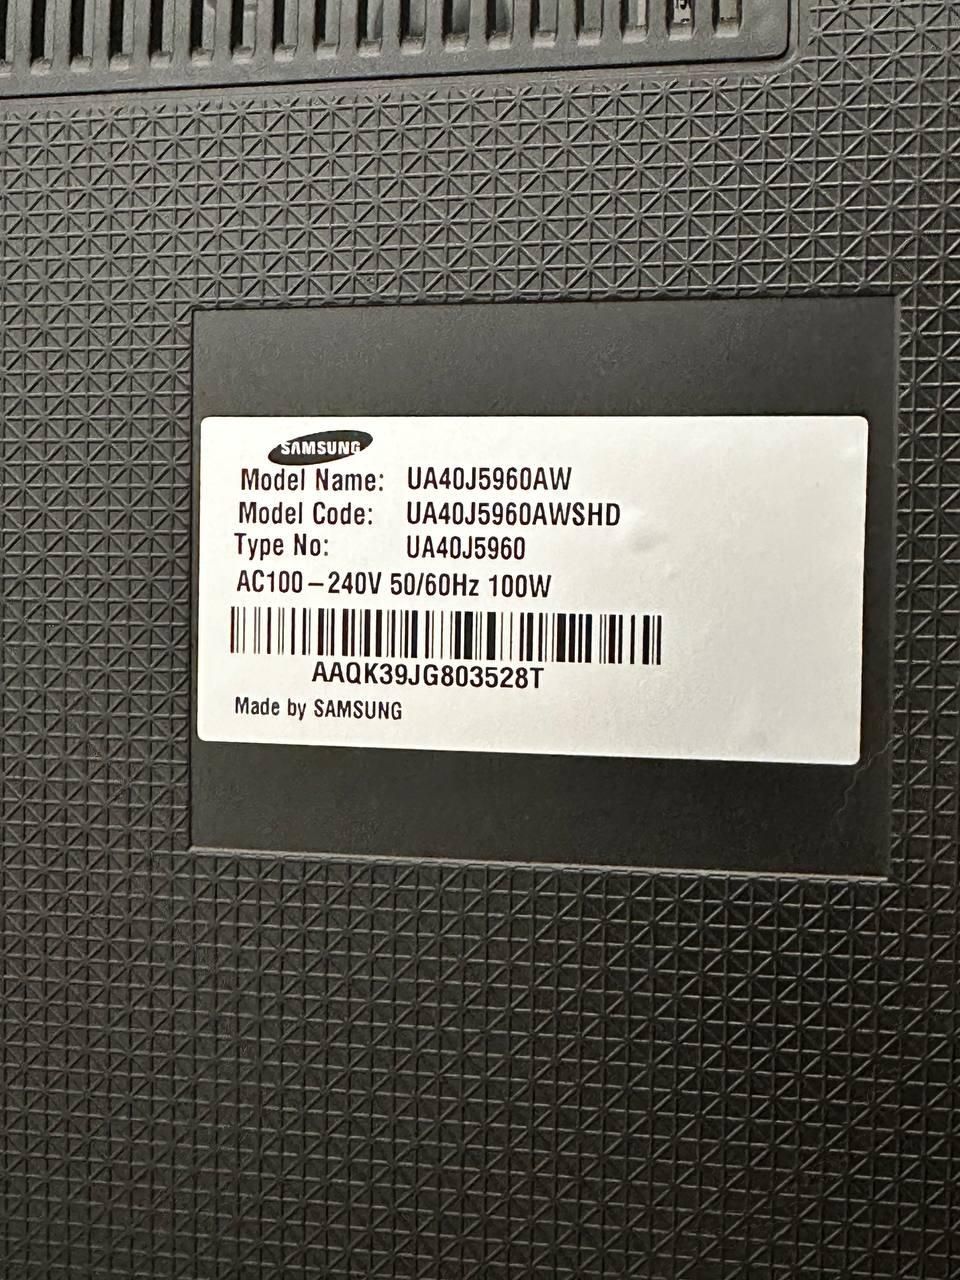 SAMSUNG
Model Name: UA40J5960AW
Model Code: UA40J5960AWSHD
Type No: UA40J5960
AC100-240V 50/60Hz 100W
AAQK39JG803528T
Made by SAMSUNG